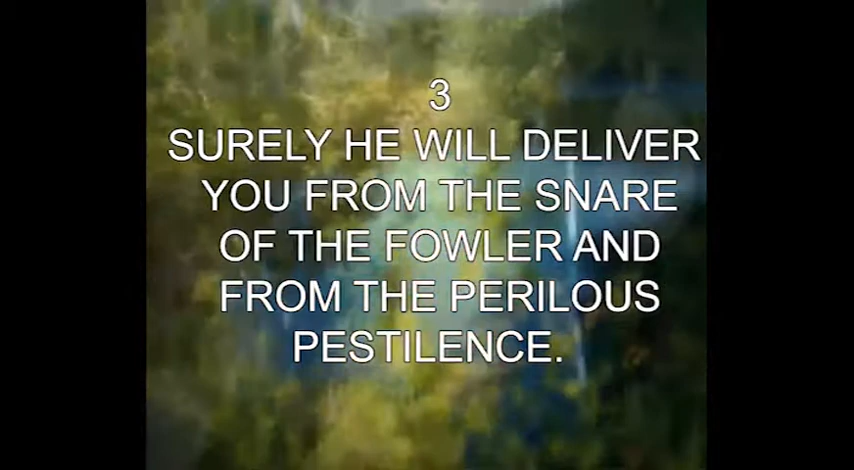 3
SURELY HE WILL DELIVER
YOU FROM THE SNARE
OF THE FOWLER AND
FROM THE PERILOUS
PESTILENCE.